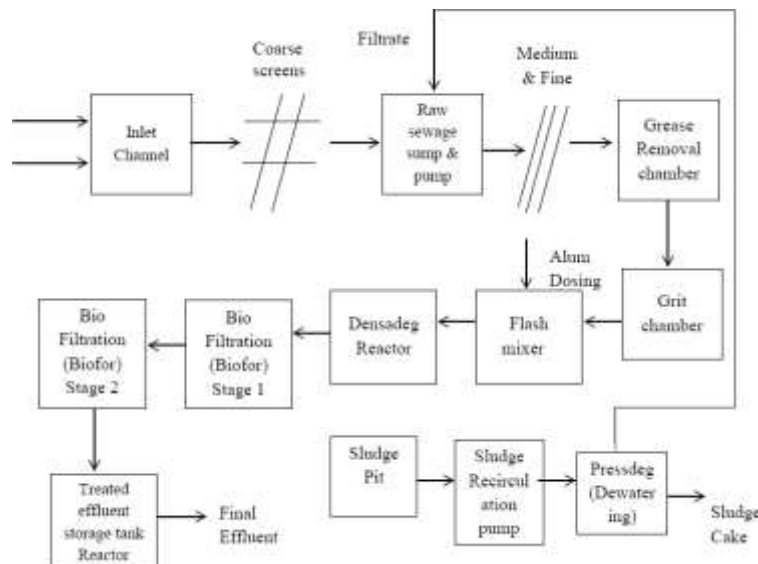 Coarse
screens
Filtrate
Medium
& Fine
Inlet
Channel
Raw
sewage
sump &
pump
Grease
Removal
chamber
Alum
Dosing
Bio
Filtration
(Biofor)
Stage 2
Bio
Filtration
(Biofor)
Stage 1
Densadeg
Reactor
Flash
mixer
Grit
chamber
Treated
effluent
storage tank
Reactor
Final
Effluent
Sludge
Pit
Sludge
Recircul
ation
pump
Pressdeg
(Dewater
ing)
Sludge
Cake